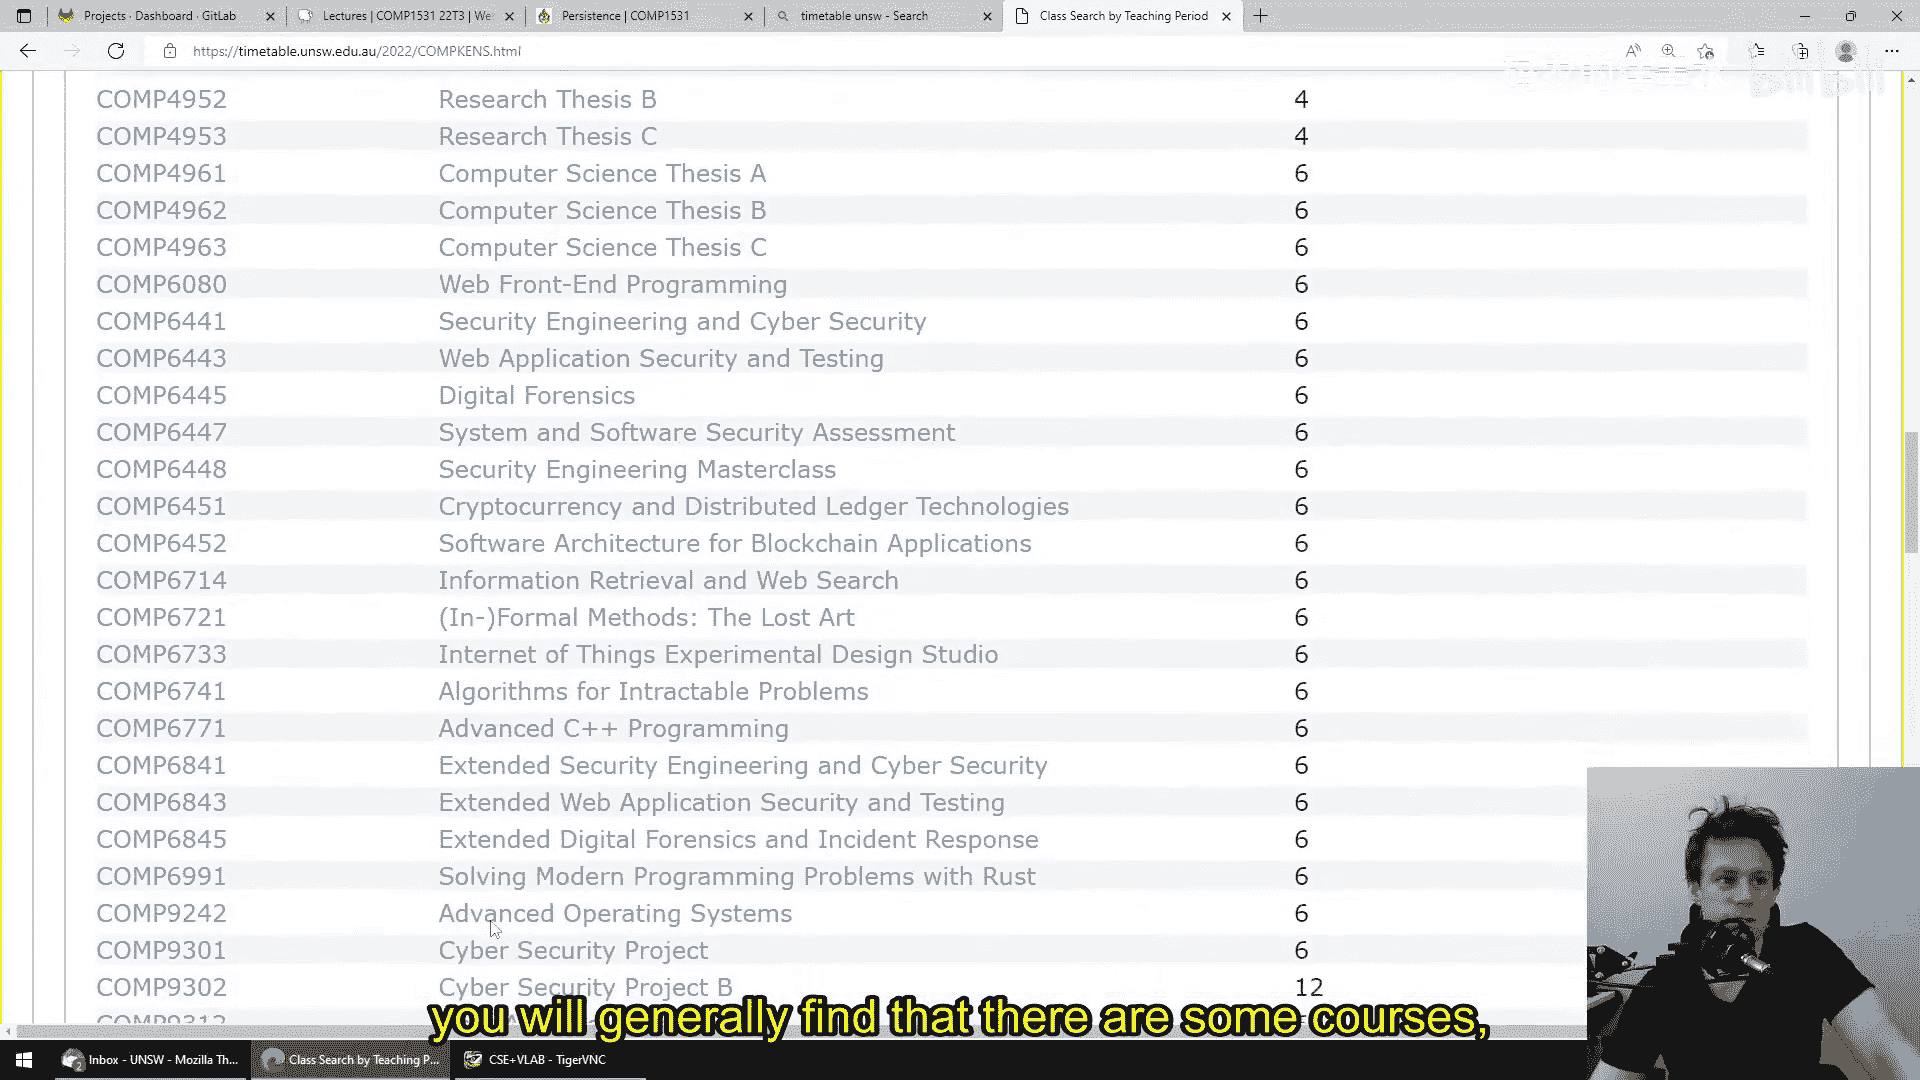 Projects · Dashboard · GitLab
Lectures | COMP1531 22T3 | We
Persistence | COMP1531
timetable unsw - Search
Class Search by Teaching Period
https://timetable.unsw.edu.au/2022/COMPKENS.html
COMP4952 Research Thesis B 4
COMP4953 Research Thesis C 4
COMP4961 Computer Science Thesis A 6
COMP4962 Computer Science Thesis B 6
COMP4963 Computer Science Thesis C 6
COMP6080 Web Front-End Programming 6
COMP6441 Security Engineering and Cyber Security 6
COMP6443 Web Application Security and Testing 6
COMP6445 Digital Forensics 6
COMP6447 System and Software Security Assessment 6
COMP6448 Security Engineering Masterclass 6
COMP6451 Cryptocurrency and Distributed Ledger Technologies 6
COMP6452 Software Architecture for Blockchain Applications 6
COMP6714 Information Retrieval and Web Search 6
COMP6721 (In-)Formal Methods: The Lost Art 6
COMP6733 Internet of Things Experimental Design Studio 6
COMP6741 Algorithms for Intractable Problems 6
COMP6771 Advanced C++ Programming 6
COMP6841 Extended Security Engineering and Cyber Security 6
COMP6843 Extended Web Application Security and Testing 6
COMP6845 Extended Digital Forensics and Incident Response 6
COMP6991 Solving Modern Programming Problems with Rust 6
COMP9242 Advanced Operating Systems 6
COMP9301 Cyber Security Project 6
COMP9302 Cyber Security Project B 12
COMP9312
you will generally find that there are some courses,
2 Inbox - UNSW - Mozilla Th...
Class Search by Teaching P...
CSE+VLAB - TigerVNC